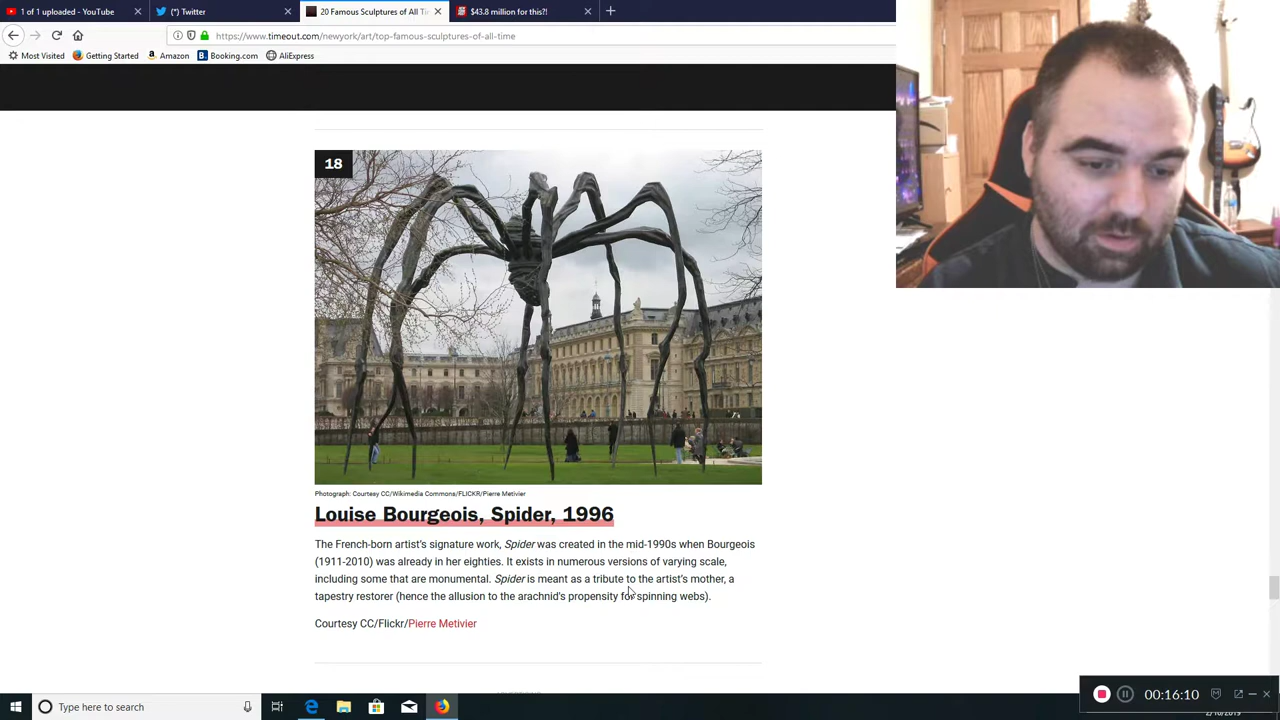 1 of 1 uploaded - YouTube
(*) Twitter
20 Famous Sculptures of All Ti
$43.8 million for this?!
https://www.timeout.com/newyork/art/top-famous-sculptures-of-all-time
Most Visited
Getting Started
Amazon
Booking.com
AliExpress
18
Photograph: Courtesy CC/Wikimedia Commons/FLICKR/Pierre Metivier
Louise Bourgeois, Spider, 1996
The French-born artist's signature work, Spider was created in the mid-1990s when Bourgeois
(1911-2010) was already in her eighties. It exists in numerous versions of varying scale,
including some that are monumental. Spider is meant as a tribute to the artist's mother, a
tapestry restorer (hence the allusion to the arachnid's propensity for spinning webs).
Courtesy CC/Flickr/Pierre Metivier
Type here to search
00:16:10